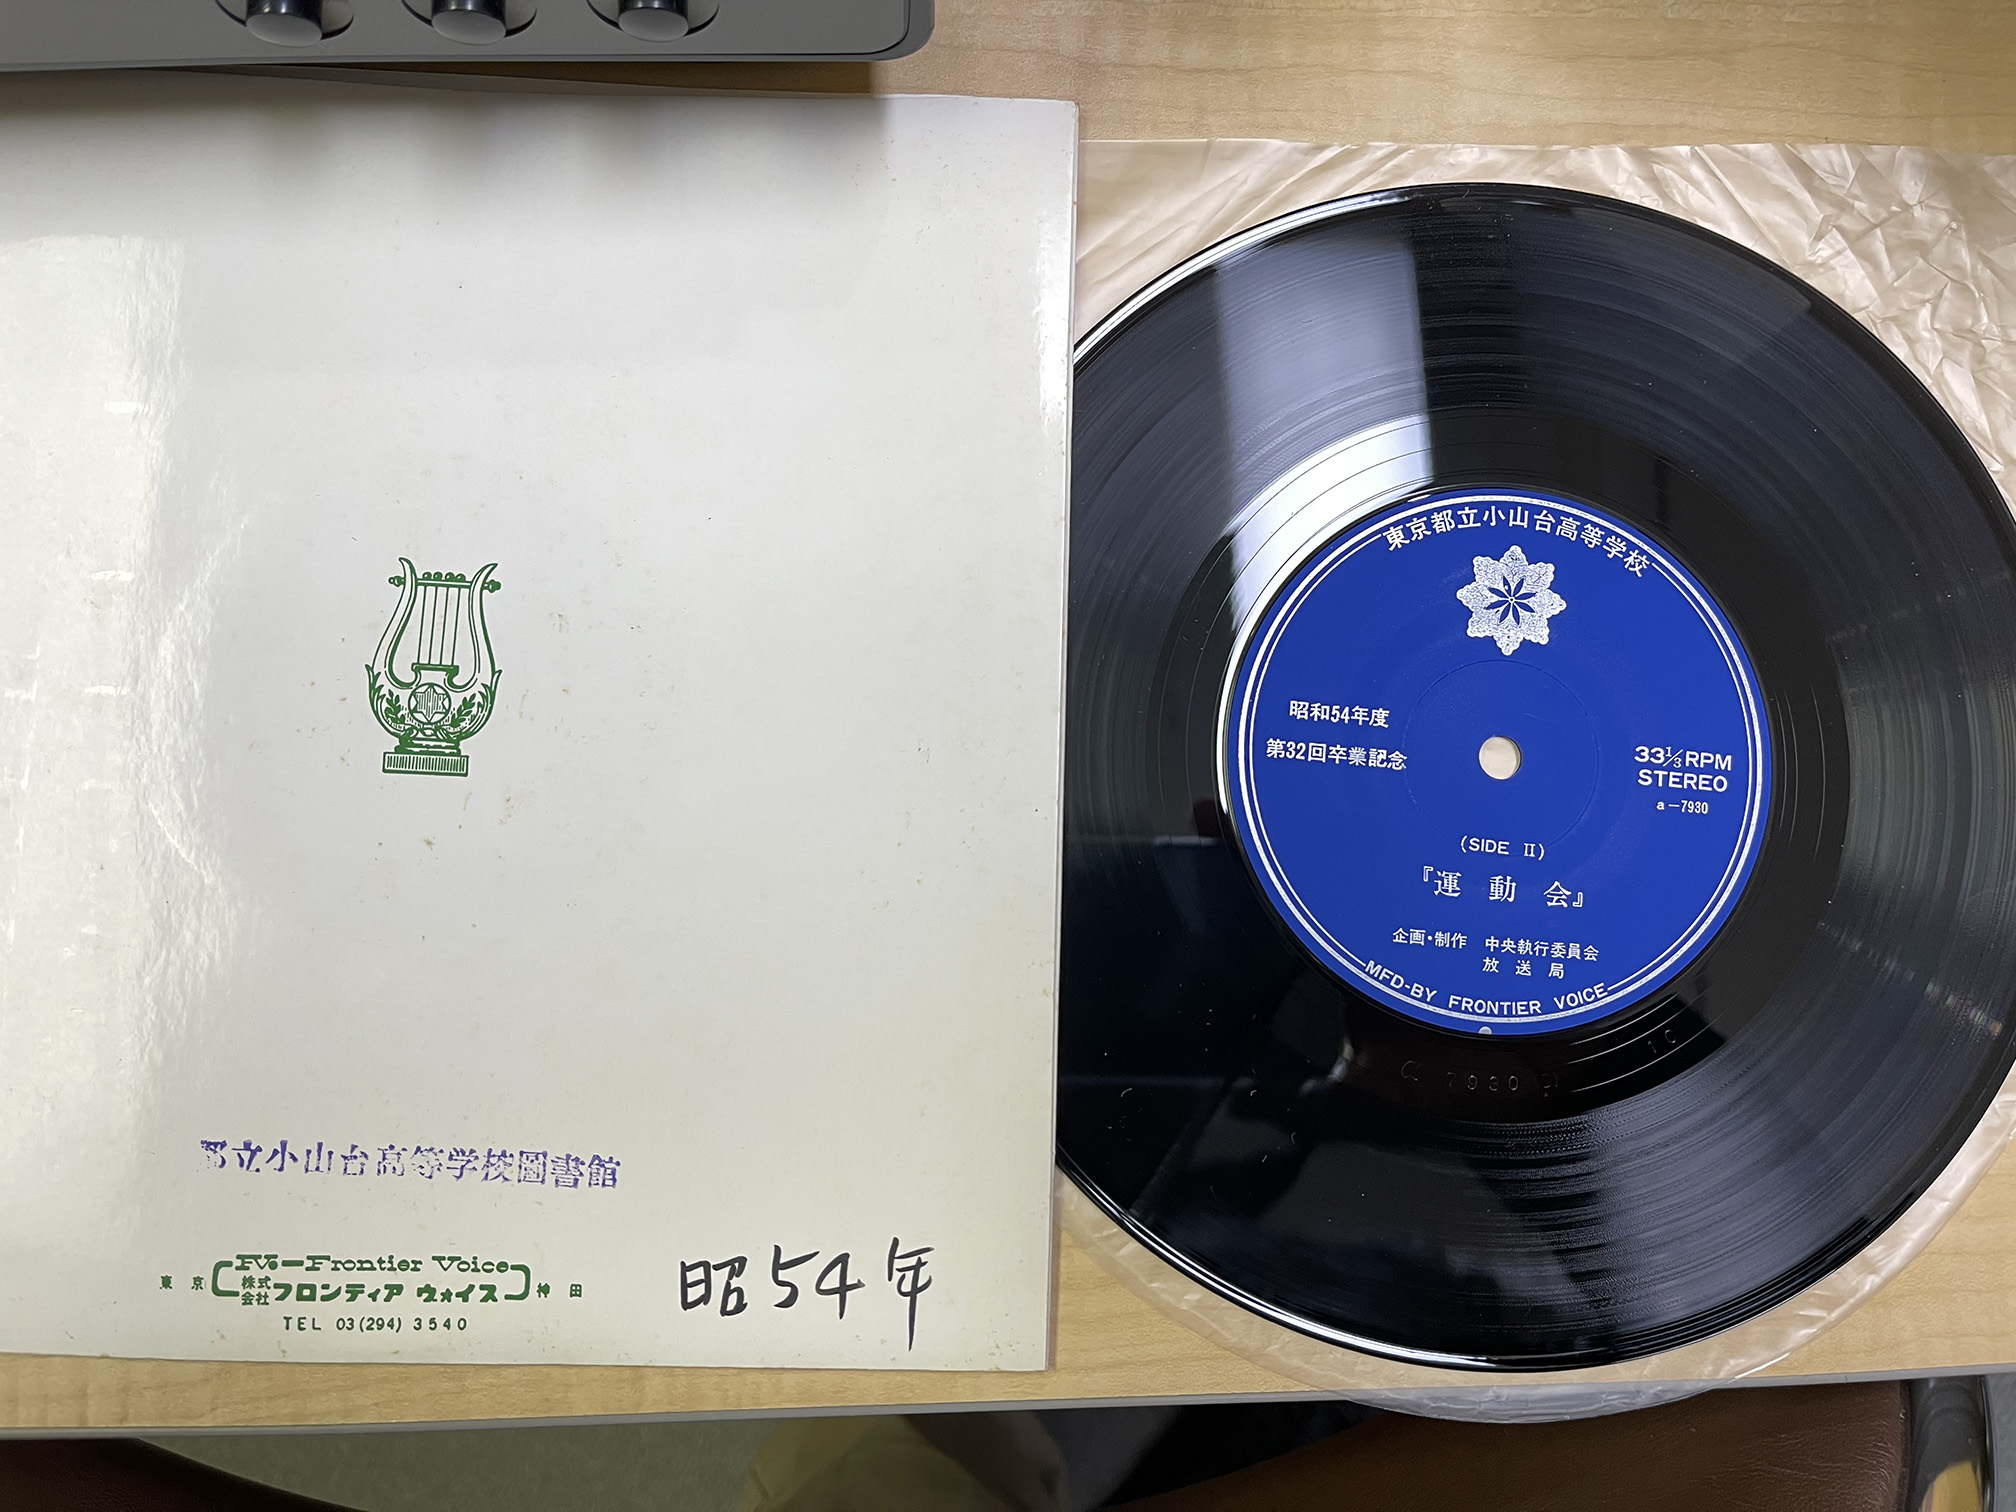 都立小山台高等学校圖書館
FV.—Frontier Voice
東京 株式会社 フロンティア ヴォイス 神田
TEL 03(294)3540
昭54年
東京都立小山台高等学校
昭和54年度
第32回卒業記念
33⅓RPM
STEREO
a－7930
(SIDE Ⅱ)
『運動会』
企画・制作 中央執行委員会
放送局
MFD-BY FRONTIER VOICE
1C